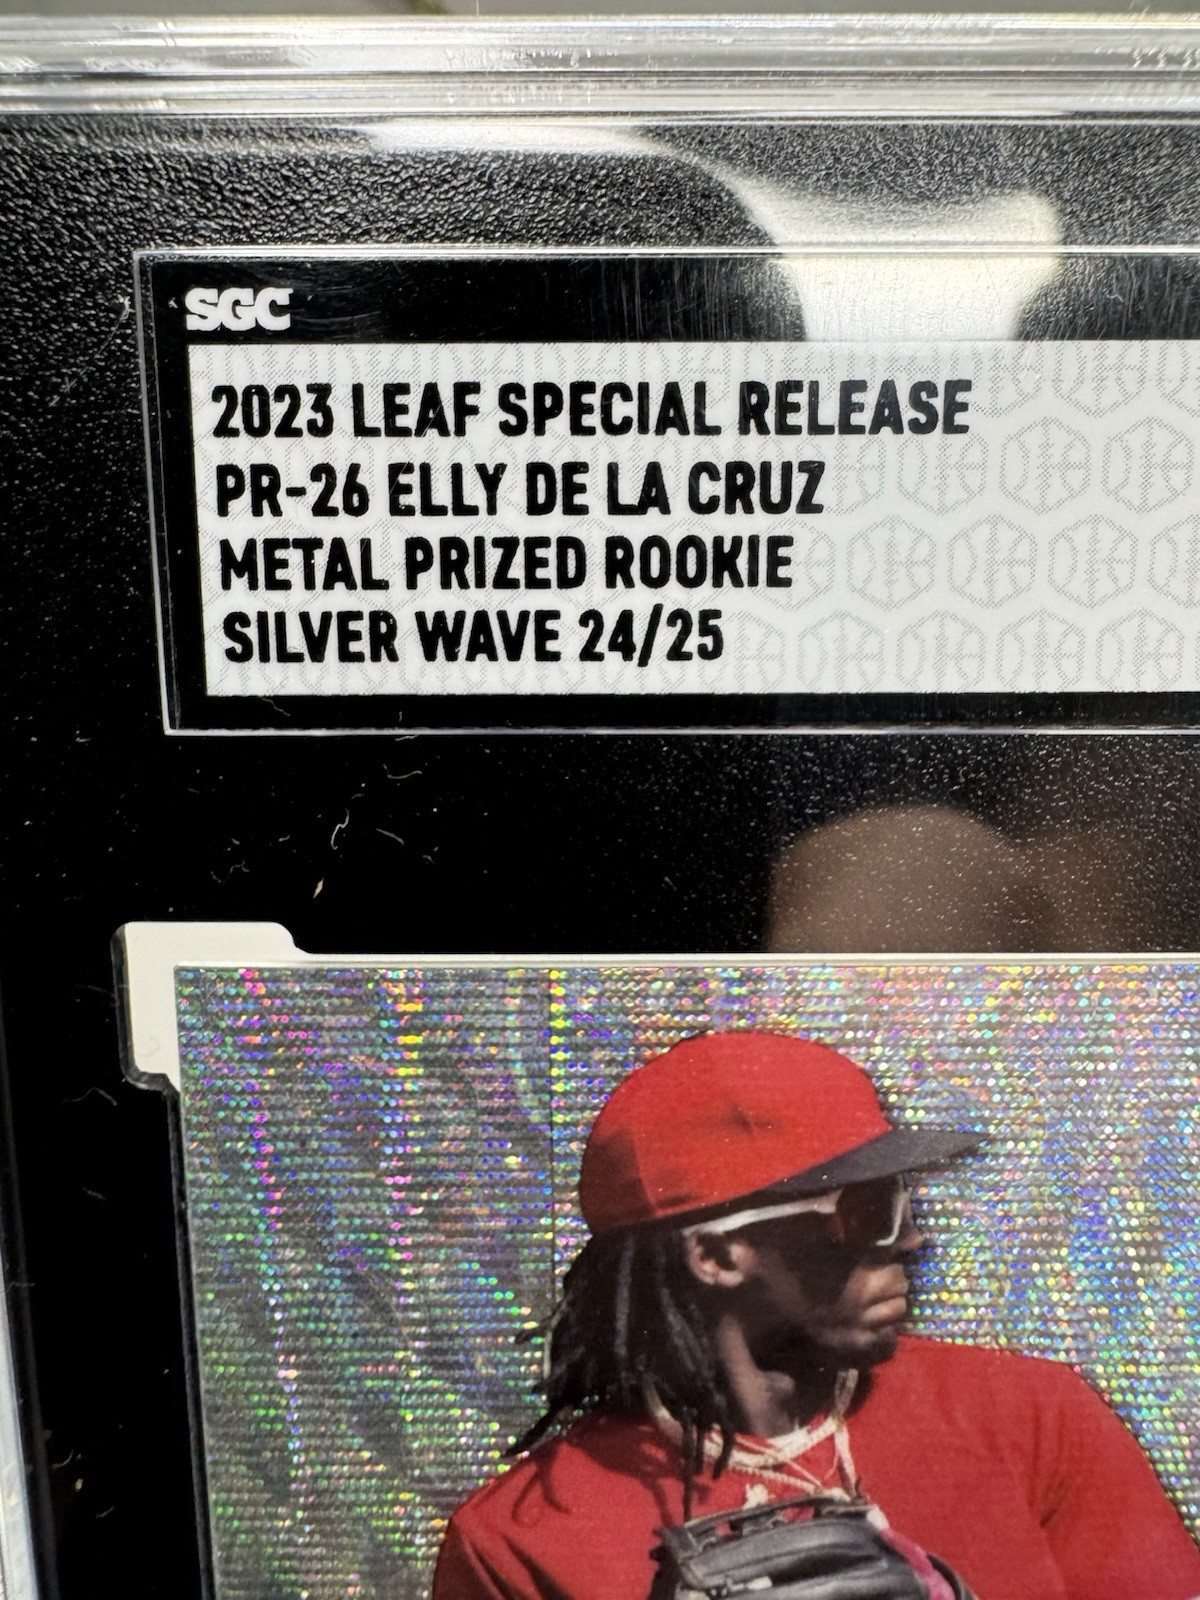 SGC
2023 LEAF SPECIAL RELEASE
PR-26 ELLY DE LA CRUZ
METAL PRIZED ROOKIE
SILVER WAVE 24/25